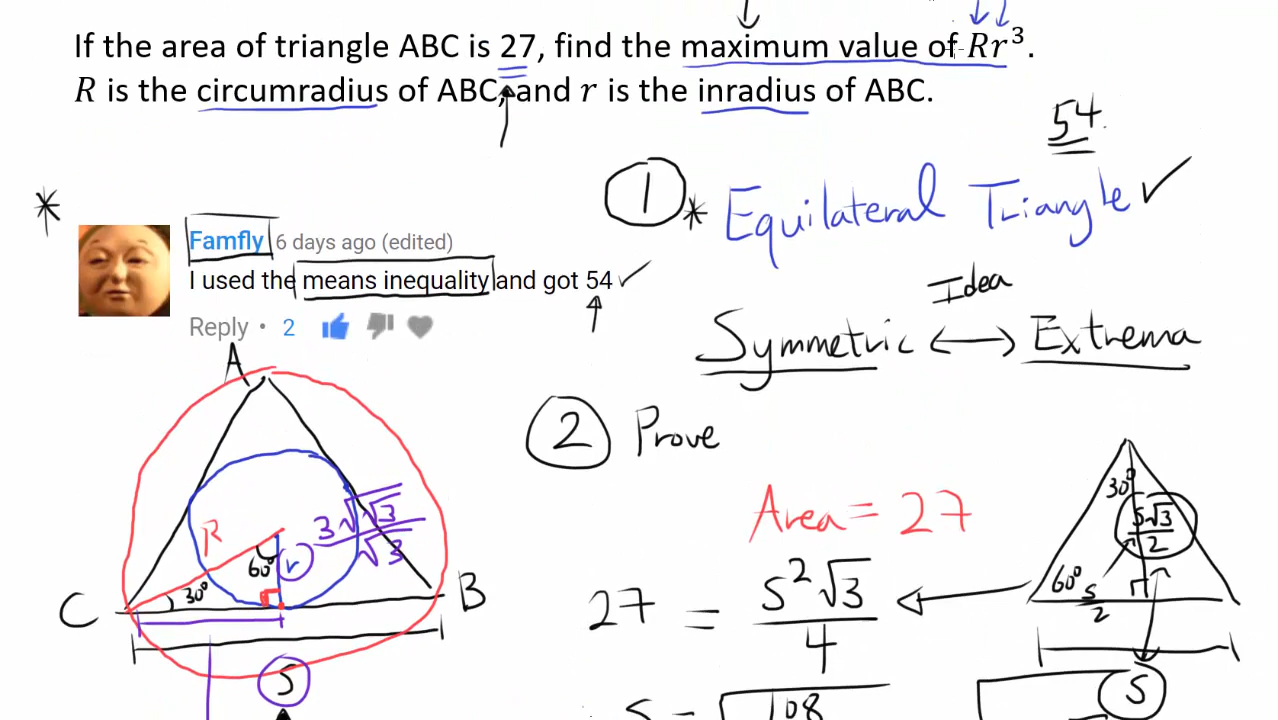 If the area of triangle ABC is 27, find the maximum value of Rr³.
R is the circumradius of ABC, and r is the inradius of ABC.
54
① * Equilateral Triangle ✓
*
Famfly 6 days ago (edited)
I used the means inequality and got 54 ✓
Reply • 2
Idea
Symmetric ⟷ Extrema
② Prove
A
R
60°
r
3√√3
√3
30°
C
B
S
Area = 27
27 = S²√3
4
30°
S√3
2
60°
S
2
S
S = √108